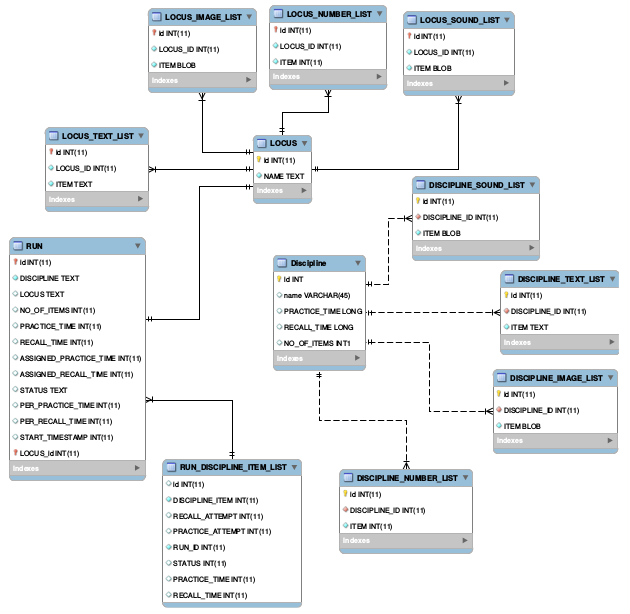 LOCUS_IMAGE_LIST
Id INT(11)
LOCUS_ID INT(11)
ITEM BLOB
Indexes
LOCUS_NUMBER_LIST
Id INT(11)
LOCUS_ID INT(11)
ITEM INT(11)
Indexes
LOCUS_SOUND_LIST
Id INT(11)
LOCUS_ID INT(11)
ITEM BLOB
Indexes
LOCUS_TEXT_LIST
Id INT(11)
LOCUS_ID INT(11)
ITEM TEXT
Indexes
LOCUS
Id INT(11)
NAME TEXT
Indexes
DISCIPLINE_SOUND_LIST
Id INT(11)
DISCIPLINE_ID INT(11)
ITEM BLOB
Indexes
RUN
Id INT(11)
DISCIPLINE TEXT
LOCUS TEXT
NO_OF_ITEMS INT(11)
PRACTICE_TIME INT(11)
RECALL_TIME INT(11)
ASSIGNED_PRACTICE_TIME INT(11)
ASSIGNED_RECALL_TIME INT(11)
STATUS TEXT
PER_PRACTICE_TIME INT(11)
PER_RECALL_TIME INT(11)
START_TIMESTAMP INT(11)
LOCUS_Id INT(11)
Indexes
Discipline
Id INT
name VARCHAR(45)
PRACTICE_TIME LONG
RECALL_TIME LONG
NO_OF_ITEMS INT1
Indexes
DISCIPLINE_TEXT_LIST
Id INT(11)
DISCIPLINE_ID INT(11)
ITEM TEXT
Indexes
DISCIPLINE_IMAGE_LIST
Id INT(11)
DISCIPLINE_ID INT(11)
ITEM BLOB
Indexes
RUN_DISCIPLINE_ITEM_LIST
Id INT(11)
DISCIPLINE_ITEM INT(11)
RECALL_ATTEMPT INT(11)
PRACTICE_ATTEMPT INT(11)
RUN_ID INT(11)
STATUS INT(11)
PRACTICE_TIME INT(11)
RECALL_TIME INT(11)
DISCIPLINE_NUMBER_LIST
Id INT(11)
DISCIPLINE_ID INT(11)
ITEM INT(11)
Indexes